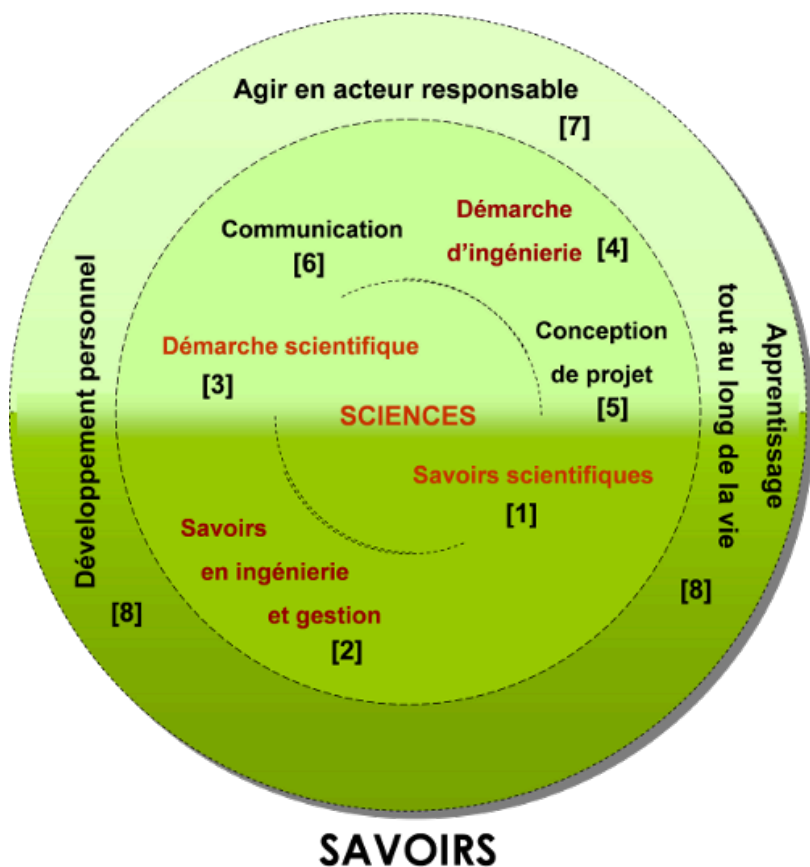 Agir en acteur responsable
[7]
Communication
[6]
Démarche
d'ingénierie [4]
Démarche scientifique
[3]
Conception
de projet
[5]
SCIENCES
Savoirs scientifiques
[1]
Savoirs
en ingénierie
et gestion
[2]
Développement personnel
[8]
Apprentissage
tout au long de la vie
[8]
SAVOIRS